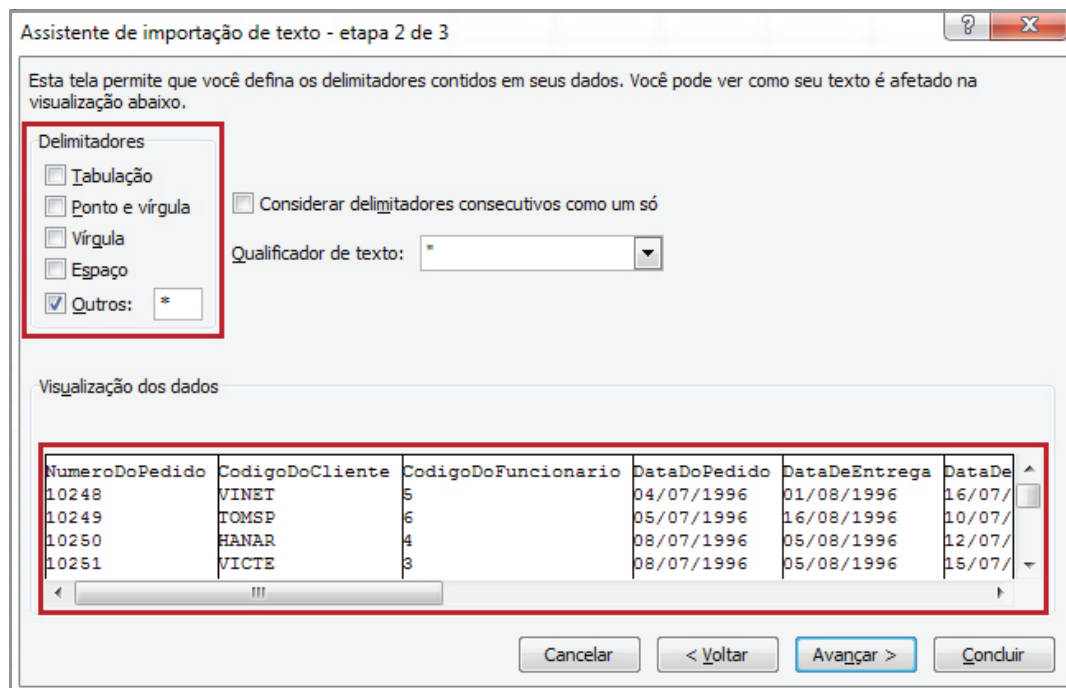 Assistente de importação de texto - etapa 2 de 3
Esta tela permite que você defina os delimitadores contidos em seus dados. Você pode ver como seu texto é afetado na
visualização abaixo.
Delimitadores
Tabulação
Ponto e vírgula
Vírgula
Espaço
Outros: *
Considerar delimitadores consecutivos como um só
Qualificador de texto: "
Visualização dos dados
NumeroDoPedido CodigoDoCliente CodigoDoFuncionario DataDoPedido DataDeEntrega DataDe
10248 VINET 5 04/07/1996 01/08/1996 16/07/
10249 TOMSP 6 05/07/1996 16/08/1996 10/07/
10250 HANAR 4 08/07/1996 05/08/1996 12/07/
10251 VICTE 3 08/07/1996 05/08/1996 15/07/
Cancelar < Voltar Avançar > Concluir